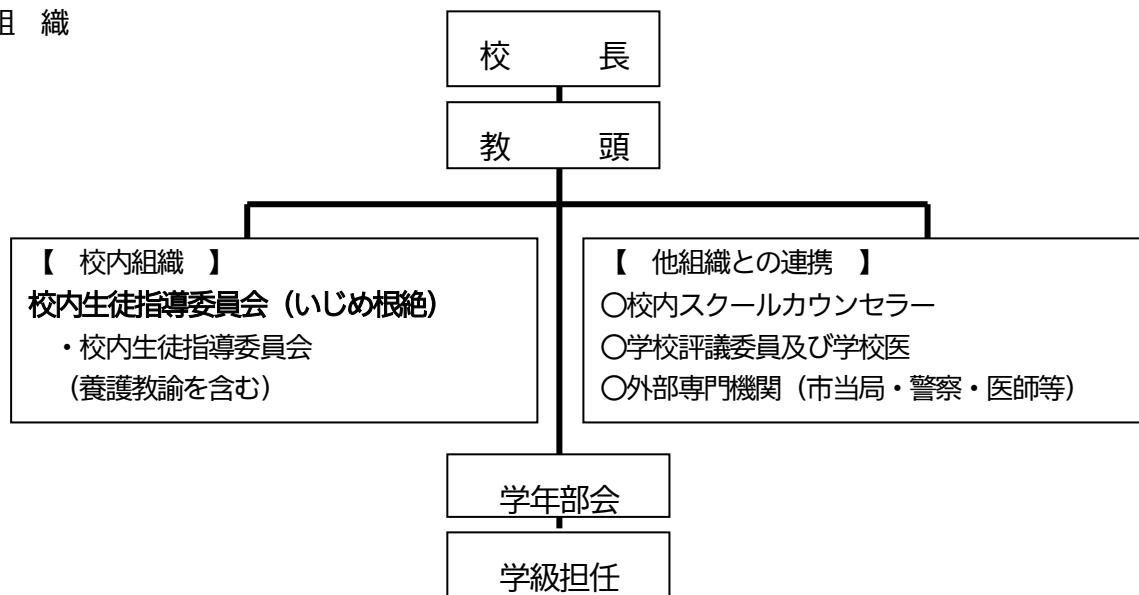 組　織
校　　長
教　　頭
【　校内組織　】
校内生徒指導委員会（いじめ根絶）
・校内生徒指導委員会
（養護教諭を含む）
【　他組織との連携　】
○校内スクールカウンセラー
○学校評議委員及び学校医
○外部専門機関（市当局・警察・医師等）
学年部会
学級担任